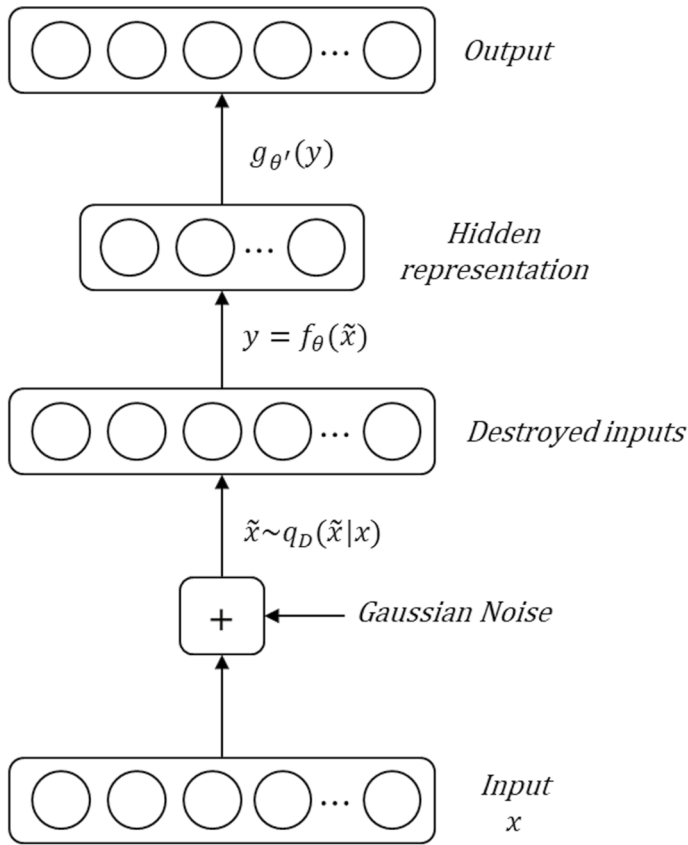 Output
g_θ′(y)
Hidden
representation
y = f_θ(x̃)
Destroyed inputs
x̃~q_D(x̃|x)
+
Gaussian Noise
Input
x